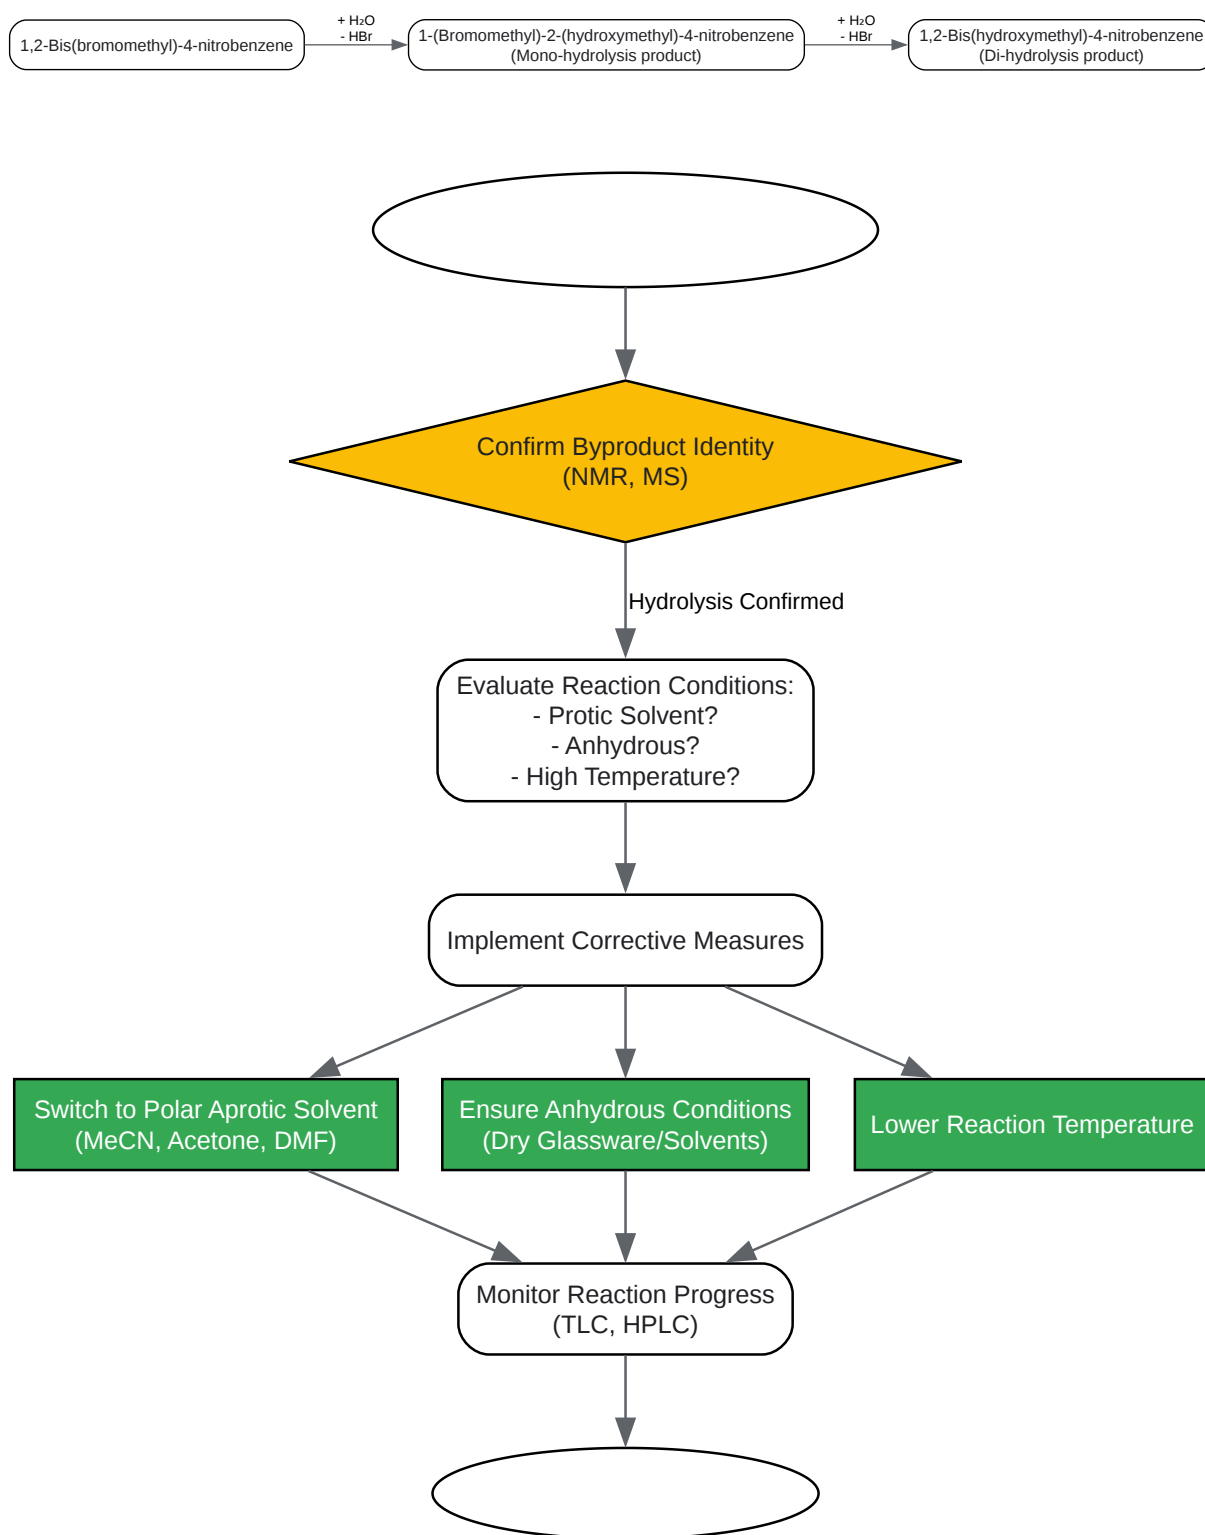 1,2-Bis(bromomethyl)-4-nitrobenzene
+ H₂O
- HBr
1-(Bromomethyl)-2-(hydroxymethyl)-4-nitrobenzene
(Mono-hydrolysis product)
+ H₂O
- HBr
1,2-Bis(hydroxymethyl)-4-nitrobenzene
(Di-hydrolysis product)
Confirm Byproduct Identity
(NMR, MS)
Hydrolysis Confirmed
Evaluate Reaction Conditions:
- Protic Solvent?
- Anhydrous?
- High Temperature?
Implement Corrective Measures
Switch to Polar Aprotic Solvent
(MeCN, Acetone, DMF)
Ensure Anhydrous Conditions
(Dry Glassware/Solvents)
Lower Reaction Temperature
Monitor Reaction Progress
(TLC, HPLC)